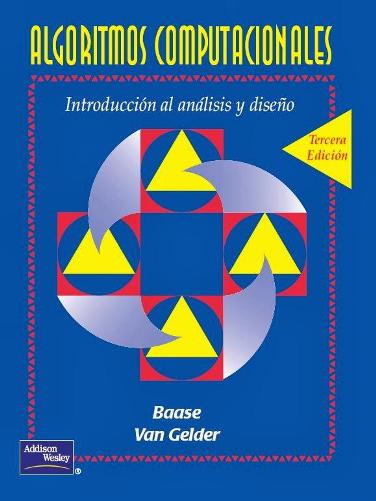 ALGORITMOS COMPUTACIONALES
Introducción al análisis y diseño
Tercera
Edición
Baase
Van Gelder
Addison
Wesley
®